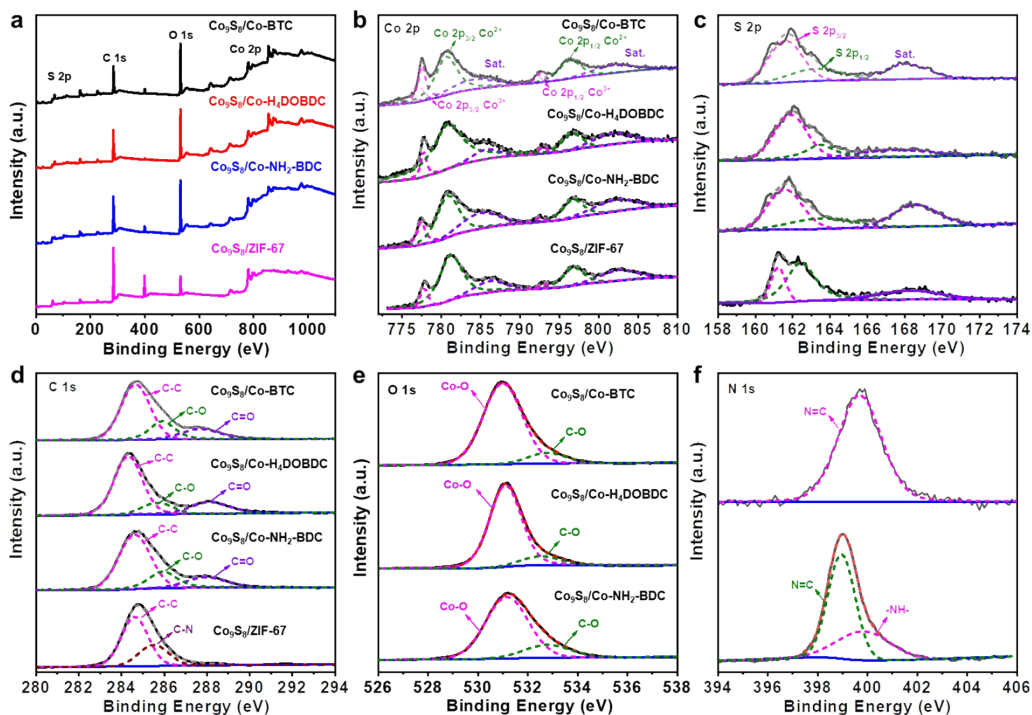 a
Co₉S₈/Co-BTC
O 1s
C 1s
Co 2p
S 2p
Co₉S₈/Co-H₄DOBDC
Co₉S₈/Co-NH₂-BDC
Co₉S₈/ZIF-67
Intensity (a.u.)
0 200 400 600 800 1000
Binding Energy (eV)
b
Co 2p
Co₉S₈/Co-BTC
Co 2p₃/₂ Co²⁺
Co 2p₁/₂ Co²⁺
Sat.
Sat.
Co 2p₃/₂ Co³⁺
Co 2p₁/₂ Co³⁺
Co₉S₈/Co-H₄DOBDC
Co₉S₈/Co-NH₂-BDC
Co₉S₈/ZIF-67
Intensity (a.u.)
775 780 785 790 795 800 805 810
Binding Energy (eV)
c
S 2p
S 2p₃/₂
S 2p₁/₂
Sat.
Intensity (a.u.)
158 160 162 164 166 168 170 172 174
Binding Energy (eV)
d
C 1s
C-C
Co₉S₈/Co-BTC
C-O
C=O
C-C
Co₉S₈/Co-H₄DOBDC
C-O
C=O
C-C
Co₉S₈/Co-NH₂-BDC
C-O
C=O
C-C
Co₉S₈/ZIF-67
C-N
Intensity (a.u.)
280 282 284 286 288 290 292 294
Binding Energy (eV)
e
O 1s
Co-O
Co₉S₈/Co-BTC
C-O
Co-O
Co₉S₈/Co-H₄DOBDC
C-O
Co-O
Co₉S₈/Co-NH₂-BDC
C-O
Intensity (a.u.)
526 528 530 532 534 536 538
Binding Energy (eV)
f
N 1s
N=C
N=C
-NH-
Intensity (a.u.)
394 396 398 400 402 404 406
Binding Energy (eV)